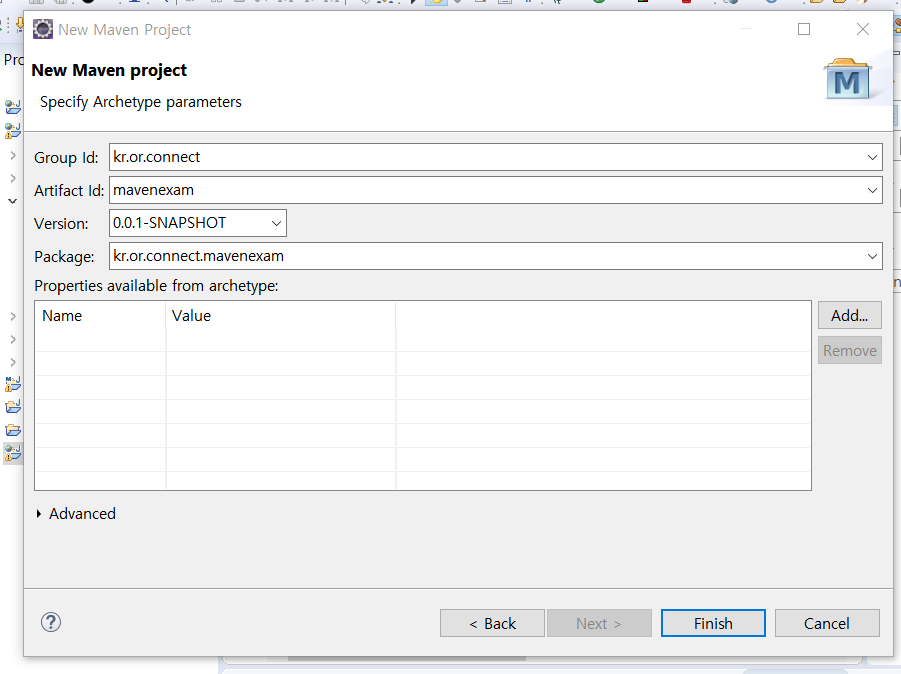 New Maven Project
New Maven project
Specify Archetype parameters
Group Id: kr.or.connect
Artifact Id: mavenexam
Version: 0.0.1-SNAPSHOT
Package: kr.or.connect.mavenexam
Properties available from archetype:
Name Value
Add...
Remove
Advanced
< Back Next > Finish Cancel